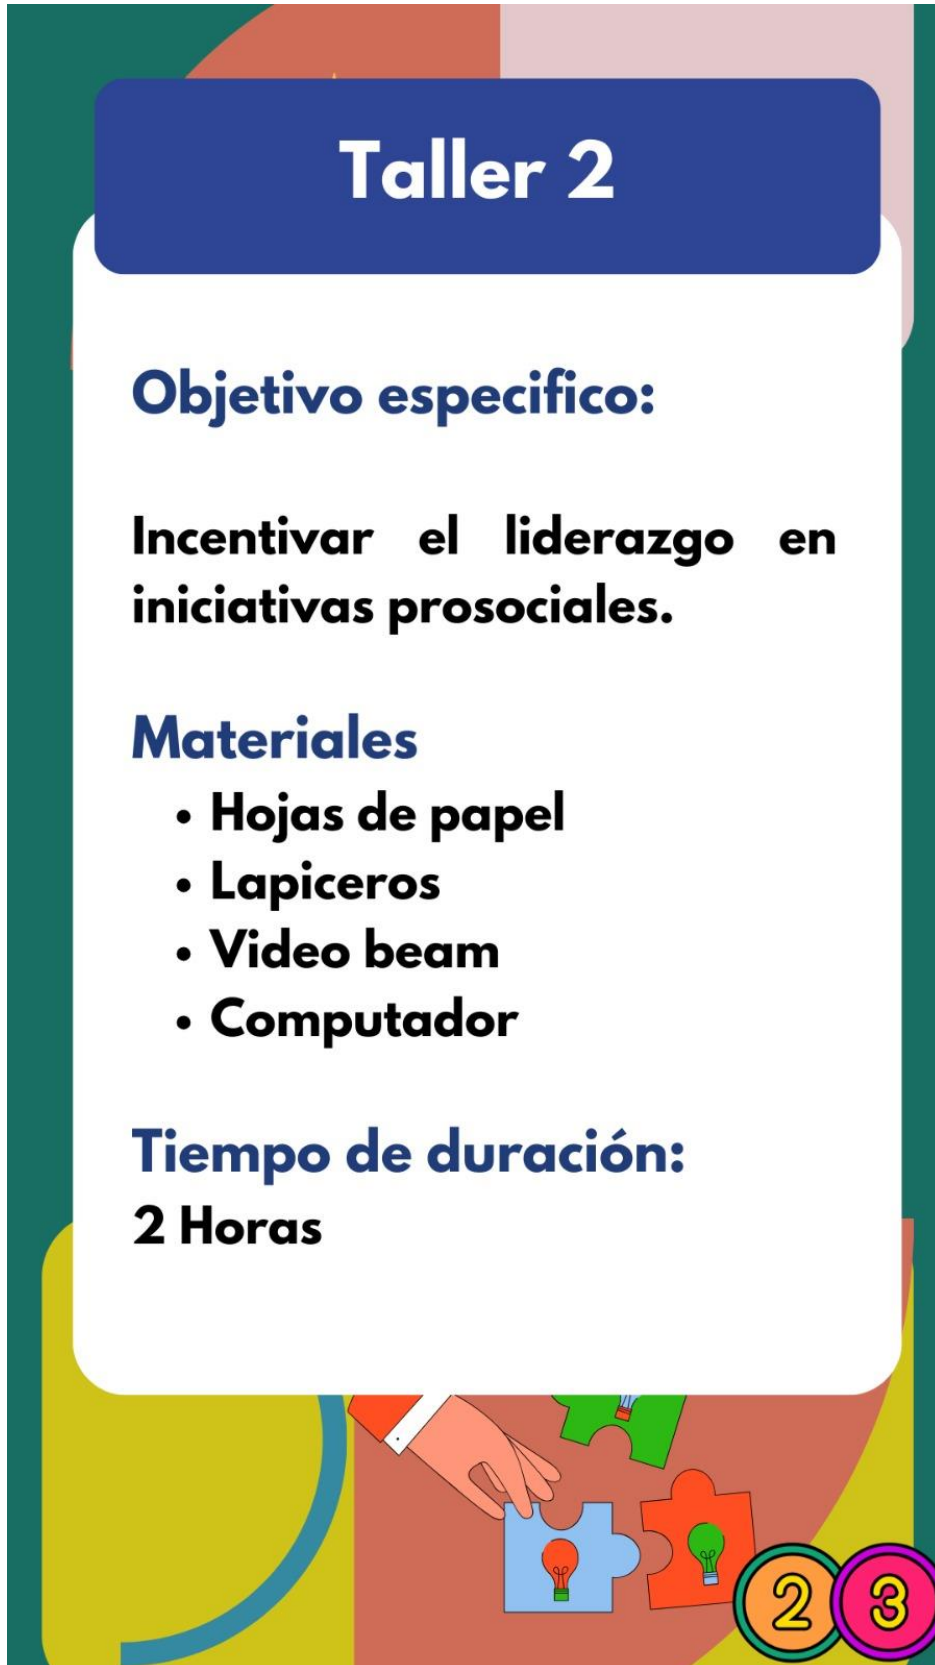 Taller 2
Objetivo especifico:
Incentivar el liderazgo en
iniciativas prosociales.
Materiales
• Hojas de papel
• Lapiceros
• Video beam
• Computador
Tiempo de duración:
2 Horas
2 3